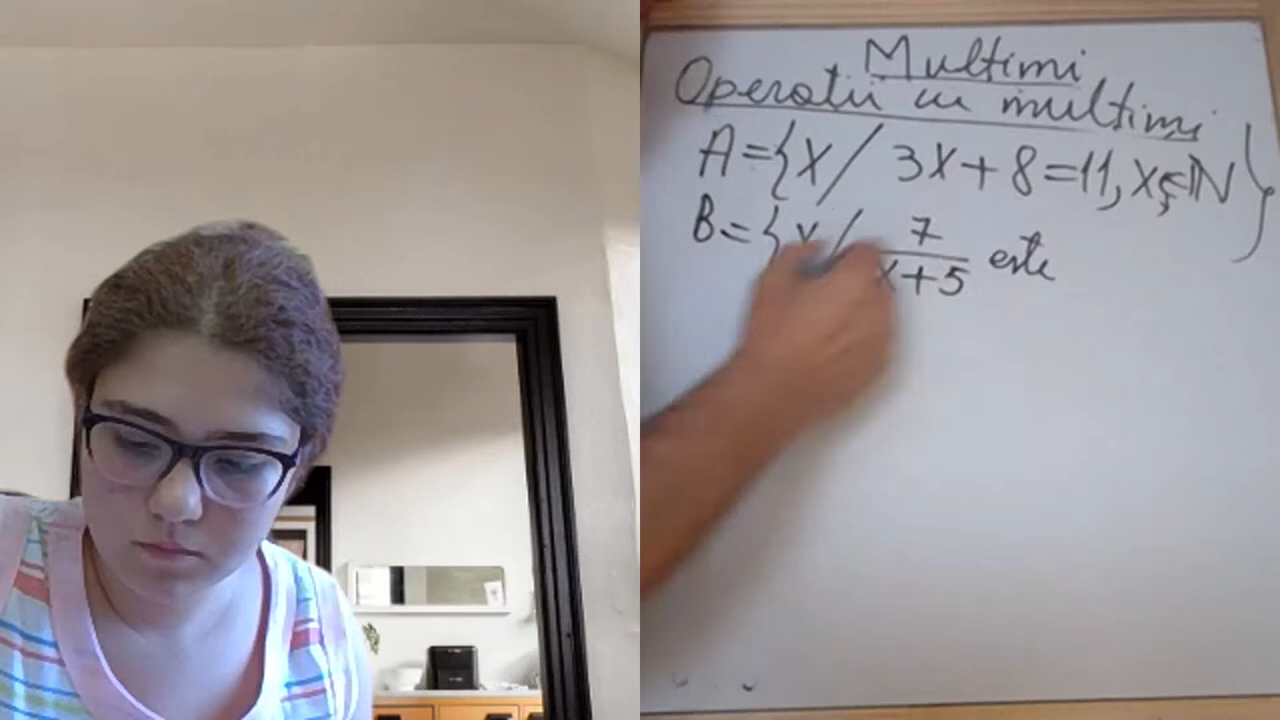 Multimi
Operatii cu multimi
A={x/ 3x+8=11, x∈N}
B={x/ 7/x+5 este